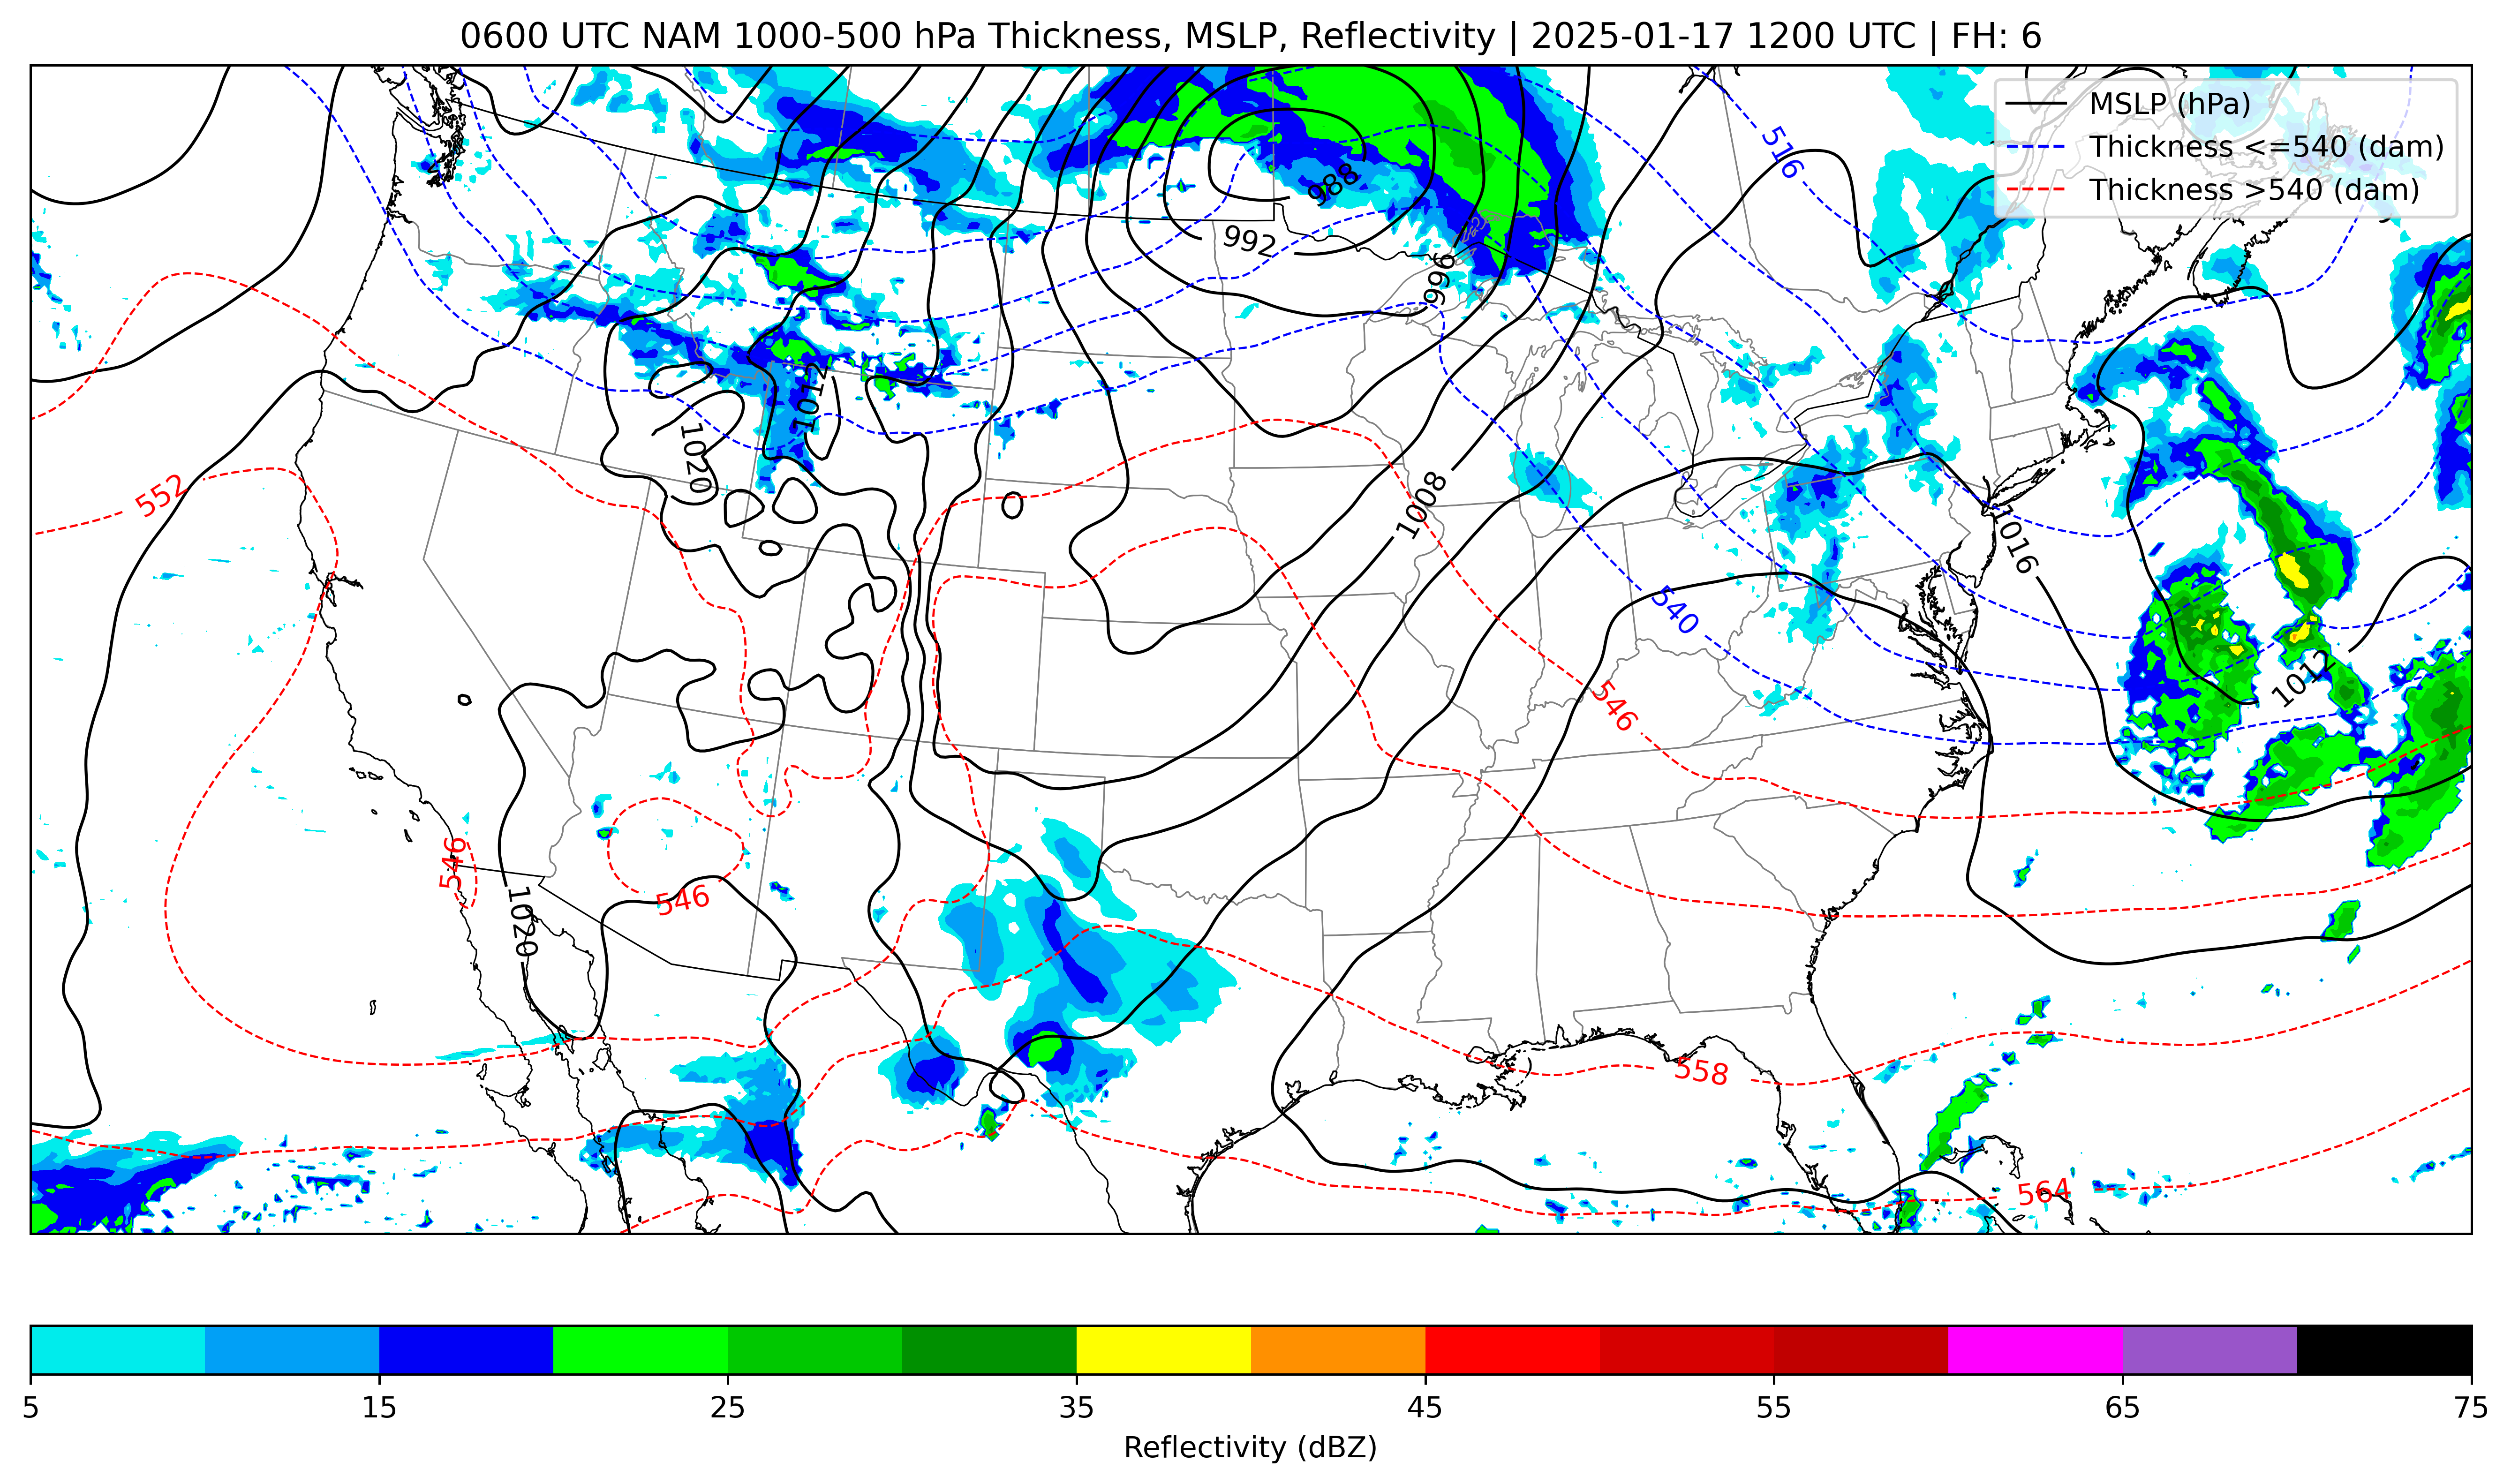 0600 UTC NAM 1000-500 hPa Thickness, MSLP, Reflectivity | 2025-01-17 1200 UTC | FH: 6
MSLP (hPa)
Thickness <=540 (dam)
Thickness >540 (dam)
516
988
992
996
1012
1020
552
1008
1016
540
546
1012
546
546
1020
558
564
5 15 25 35 45 55 65 75
Reflectivity (dBZ)